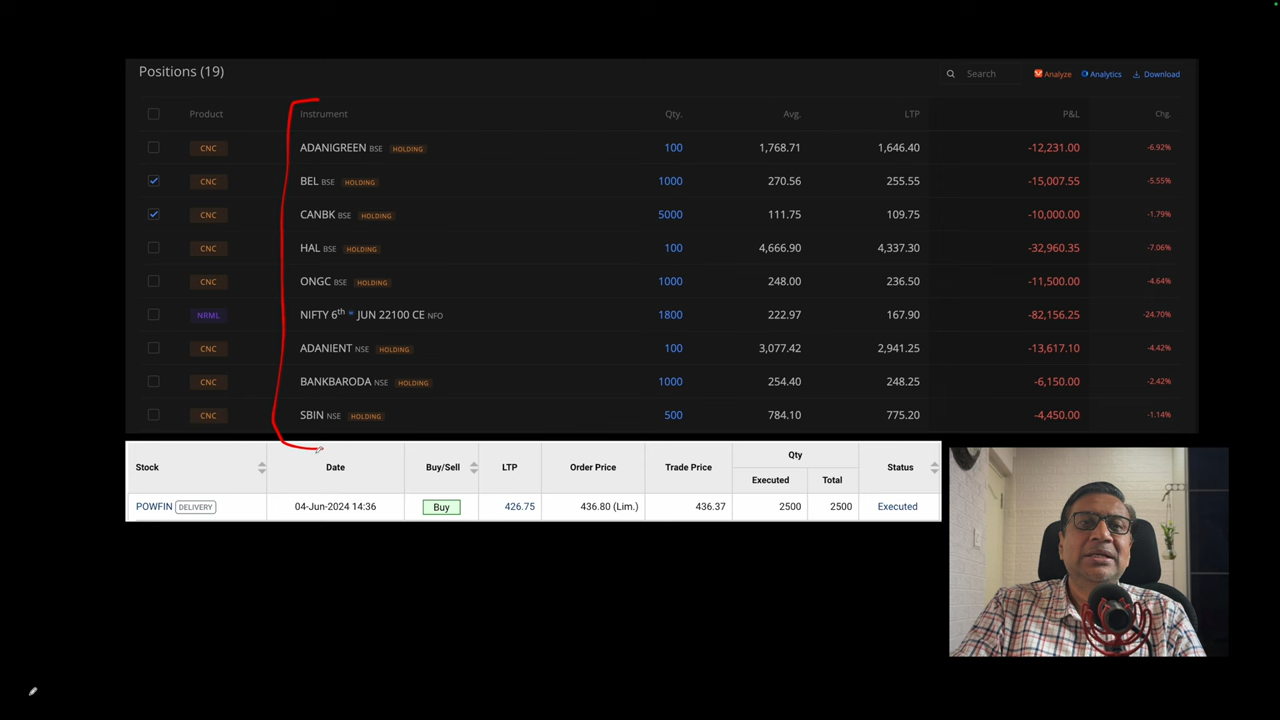 Positions (19) Search Analyze Analytics Download
Product Instrument Qty. Avg. LTP P&L Chg.
CNC ADANIGREEN BSE HOLDING 100 1,768.71 1,646.40 -12,231.00 -6.92%
CNC BEL BSE HOLDING 1000 270.56 255.55 -15,007.55 -5.55%
CNC CANBK BSE HOLDING 5000 111.75 109.75 -10,000.00 -1.79%
CNC HAL BSE HOLDING 100 4,666.90 4,337.30 -32,960.35 -7.06%
CNC ONGC BSE HOLDING 1000 248.00 236.50 -11,500.00 -4.64%
NRML NIFTY 6th JUN 22100 CE NFO 1800 222.97 167.90 -82,156.25 -24.70%
CNC ADANIENT NSE HOLDING 100 3,077.42 2,941.25 -13,617.10 -4.42%
CNC BANKBARODA NSE HOLDING 1000 254.40 248.25 -6,150.00 -2.42%
CNC SBIN NSE HOLDING 500 784.10 775.20 -4,450.00 -1.14%
Stock Date Buy/Sell LTP Order Price Trade Price Qty Status
Executed Total
POWFIN DELIVERY 04-Jun-2024 14:36 Buy 426.75 436.80 (Lim.) 436.37 2500 2500 Executed